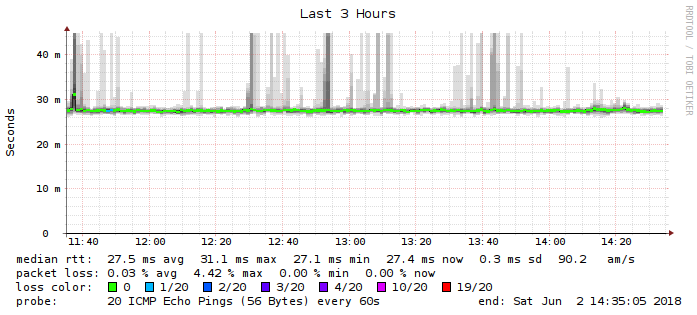 Last 3 Hours
RRDTOOL / TOBI OETIKER
Seconds
40 m
30 m
20 m
10 m
0
11:40 12:00 12:20 12:40 13:00 13:20 13:40 14:00 14:20
median rtt: 27.5 ms avg 31.1 ms max 27.1 ms min 27.4 ms now 0.3 ms sd 90.2 am/s
packet loss: 0.03 % avg 4.42 % max 0.00 % min 0.00 % now
loss color: 0 1/20 2/20 3/20 4/20 10/20 19/20
probe: 20 ICMP Echo Pings (56 Bytes) every 60s end: Sat Jun 2 14:35:05 2018